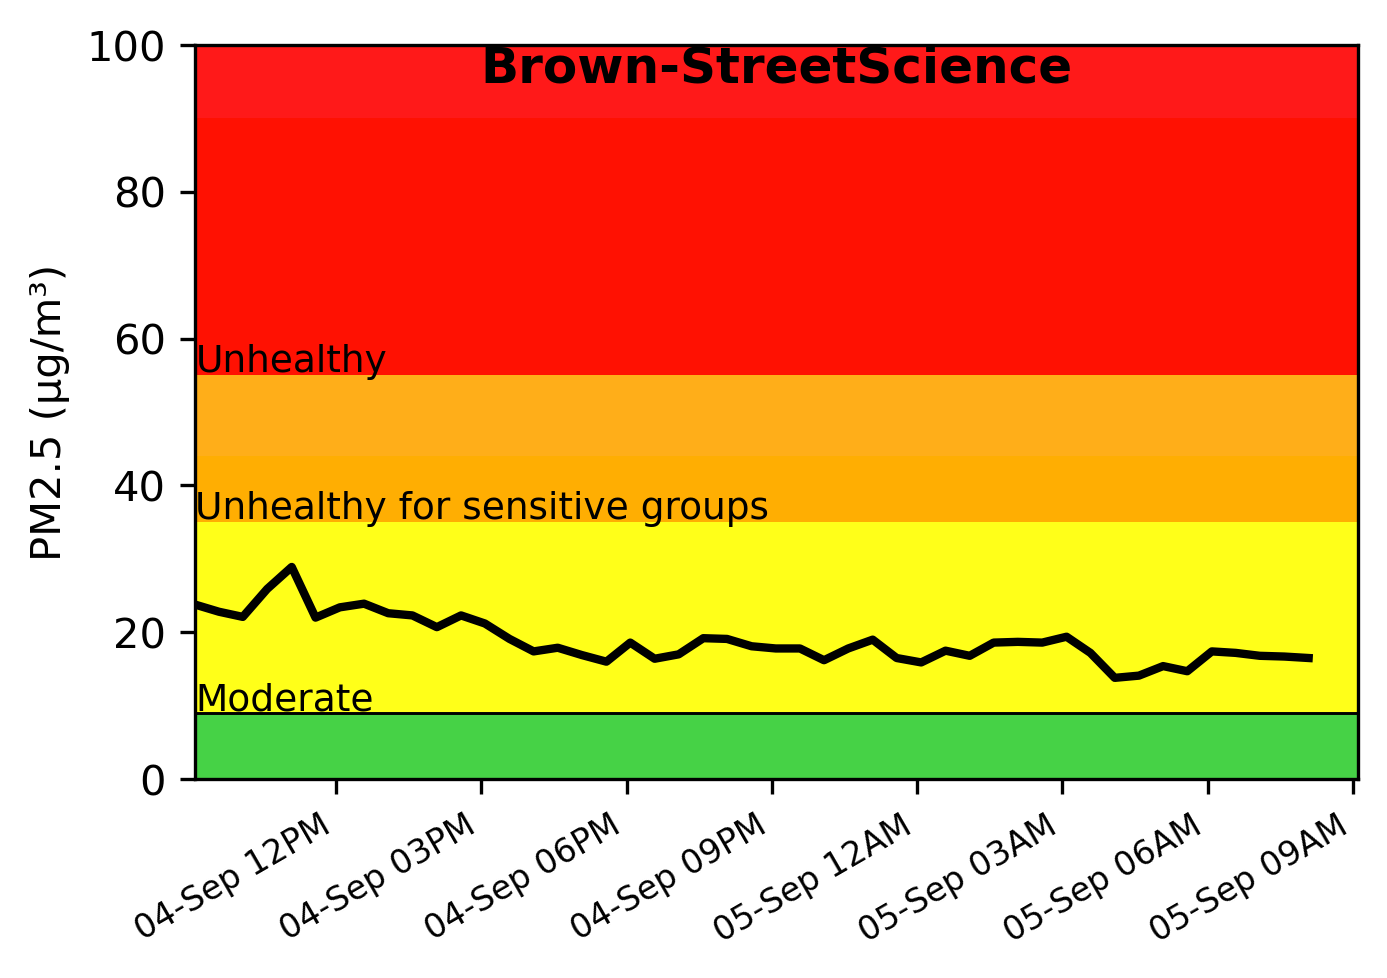 Brown-StreetScience
100
80
60
40
20
0
PM2.5 (µg/m³)
Unhealthy
Unhealthy for sensitive groups
Moderate
04-Sep 12PM
04-Sep 03PM
04-Sep 06PM
04-Sep 09PM
05-Sep 12AM
05-Sep 03AM
05-Sep 06AM
05-Sep 09AM